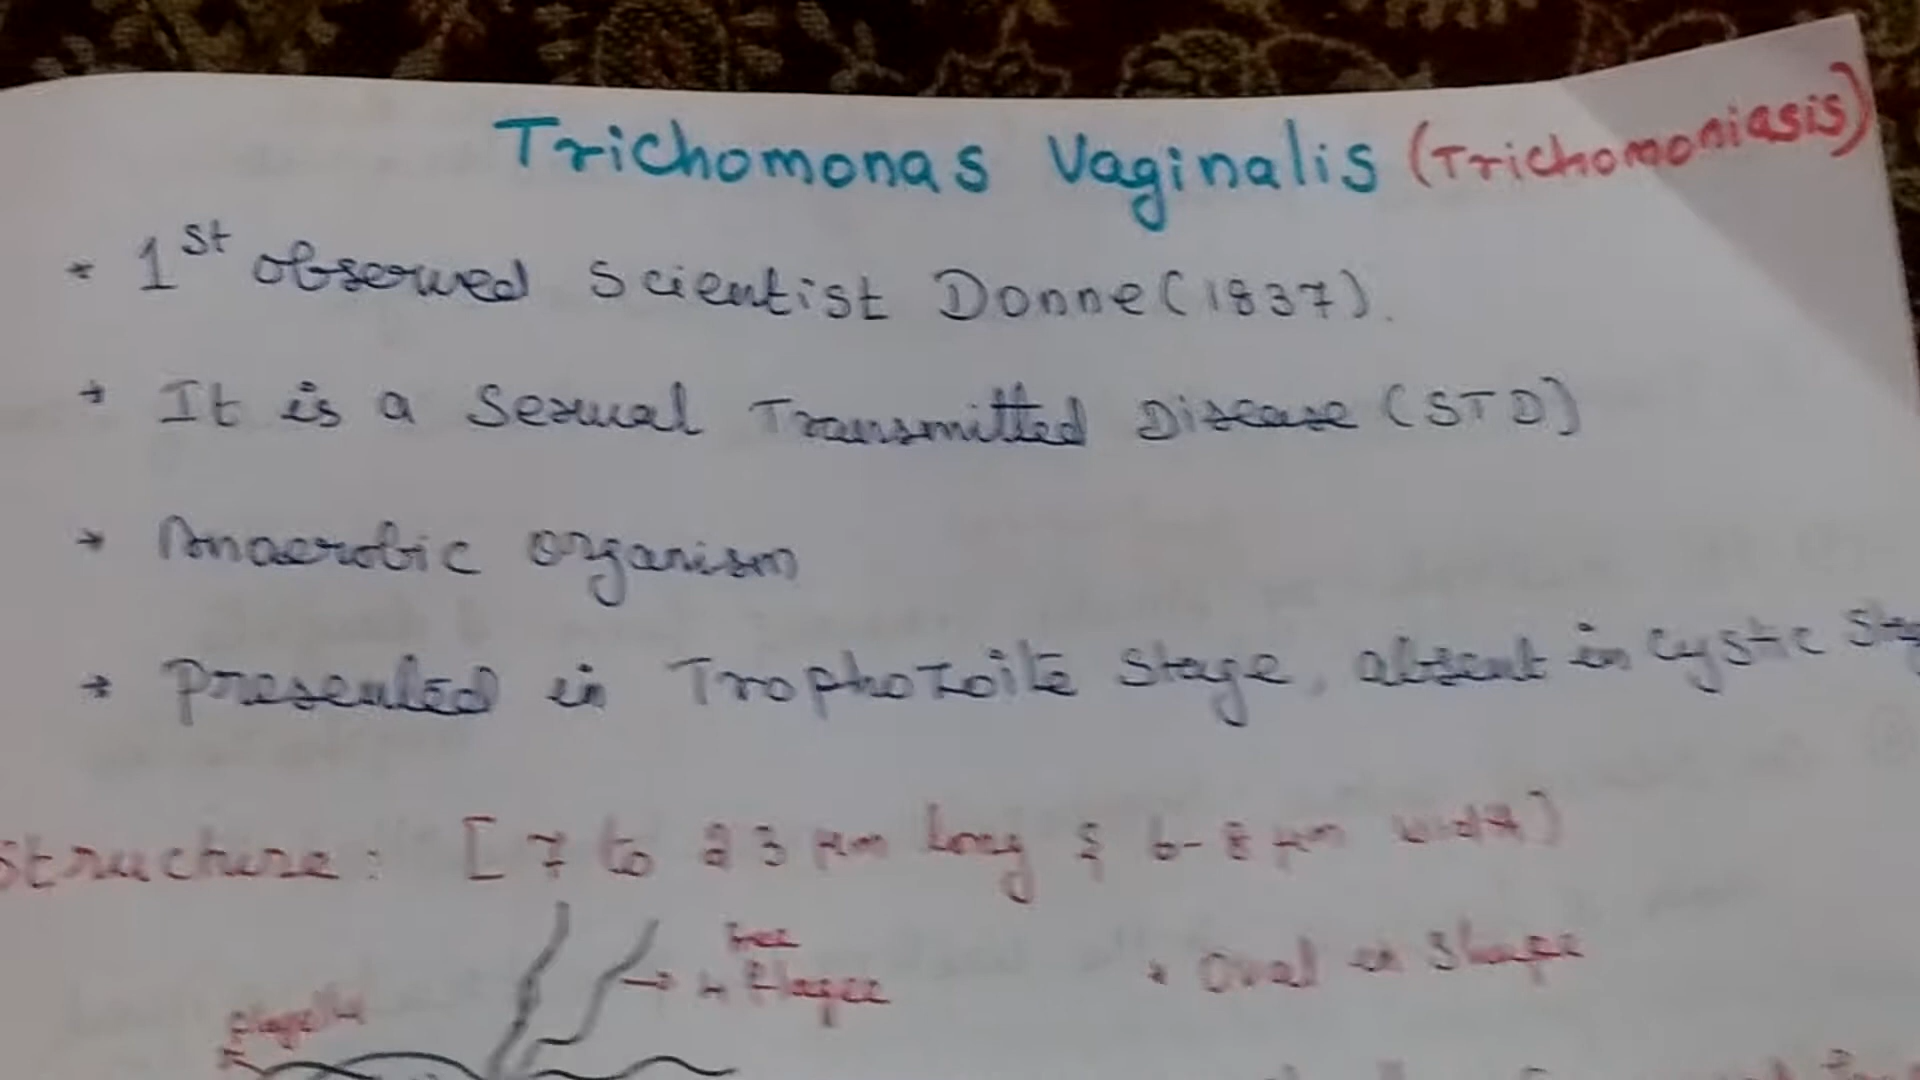 Trichomonas Vaginalis (Trichomoniasis)
* 1st observed Scientist Donne (1837).
* It is a Sexual Transmitted Disease (STD)
* Anaerobic organism
* Presented in Trophozoite Stage, absent in cystic
Structure: [7 to 23 μm long & 6-8 μm width]
Free
4 Flagee
* Oval in Shape
flagella